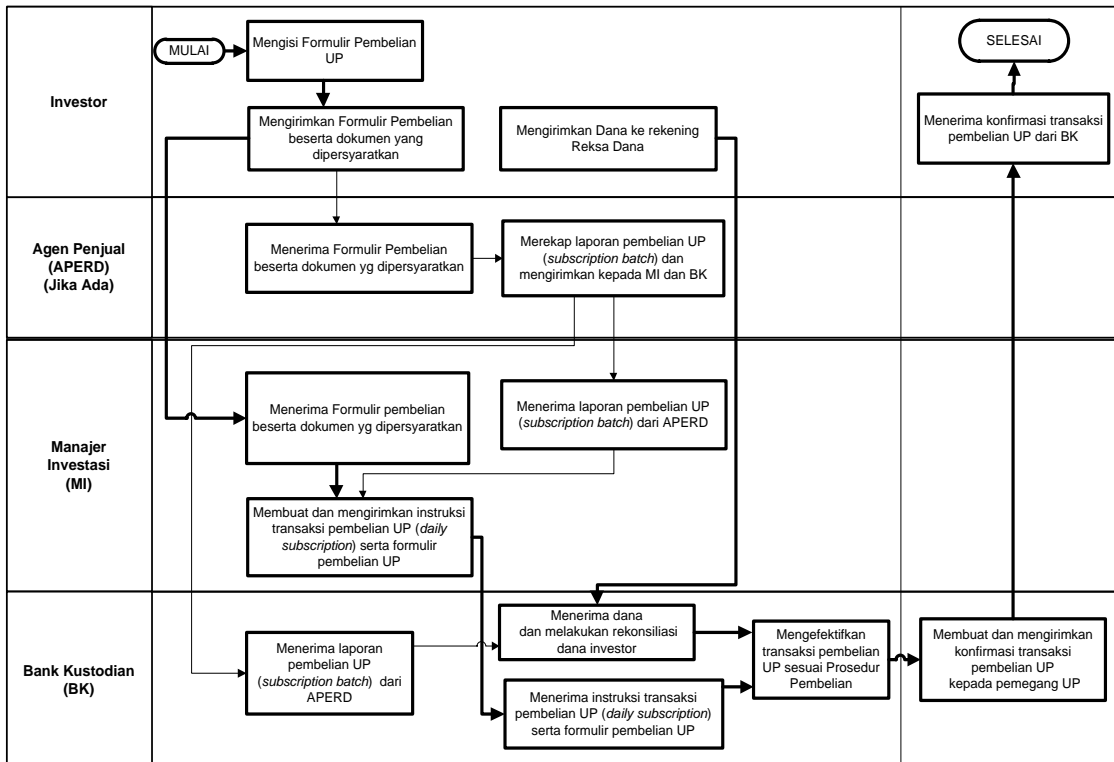 Investor
MULAI
Mengisi Formulir Pembelian
UP
Mengirimkan Formulir Pembelian
beserta dokumen yang
dipersyaratkan
Mengirimkan Dana ke rekening
Reksa Dana
SELESAI
Menerima konfirmasi transaksi
pembelian UP dari BK
Agen Penjual
(APERD)
(Jika Ada)
Menerima Formulir Pembelian
beserta dokumen yg dipersyaratkan
Merekap laporan pembelian UP
(subscription batch) dan
mengirimkan kepada MI dan BK
Manajer
Investasi
(MI)
Menerima Formulir pembelian
beserta dokumen yg dipersyaratkan
Menerima laporan pembelian UP
(subscription batch) dari APERD
Membuat dan mengirimkan instruksi
transaksi pembelian UP (daily
subscription) serta formulir
pembelian UP
Bank Kustodian
(BK)
Menerima laporan
pembelian UP
(subscription batch) dari
APERD
Menerima dana
dan melakukan rekonsiliasi
dana investor
Menerima instruksi transaksi
pembelian UP (daily subscription)
serta formulir pembelian UP
Mengefektifkan
transaksi pembelian
UP sesuai Prosedur
Pembelian
Membuat dan mengirimkan
konfirmasi transaksi
pembelian UP
kepada pemegang UP